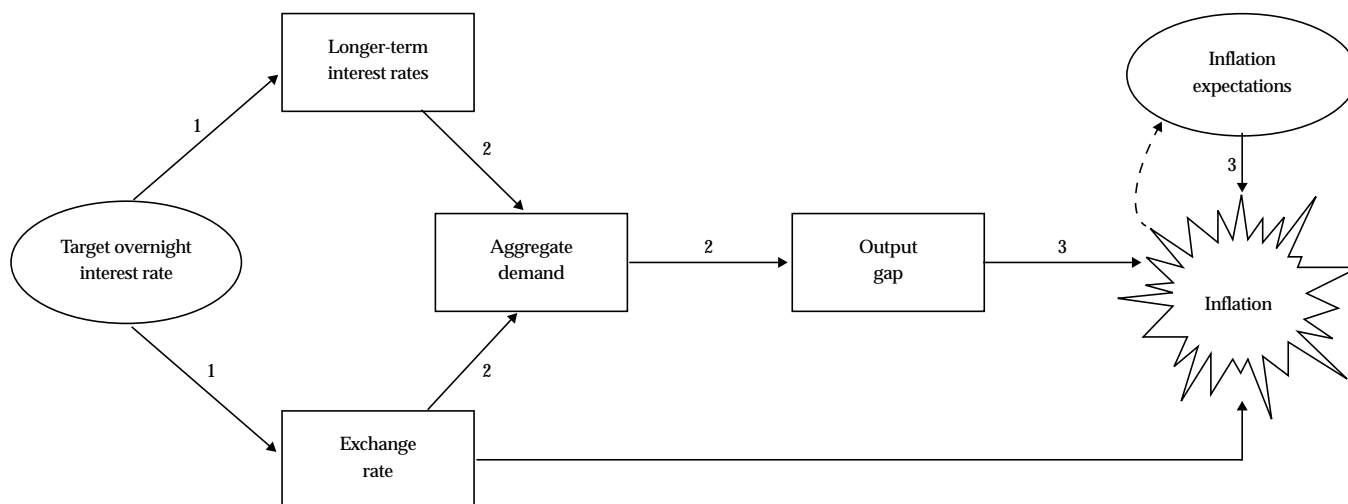 Longer-term
interest rates
Inflation
expectations
1
2
3
Target overnight
interest rate
Aggregate
demand
2
Output
gap
3
Inflation
1
2
Exchange
rate